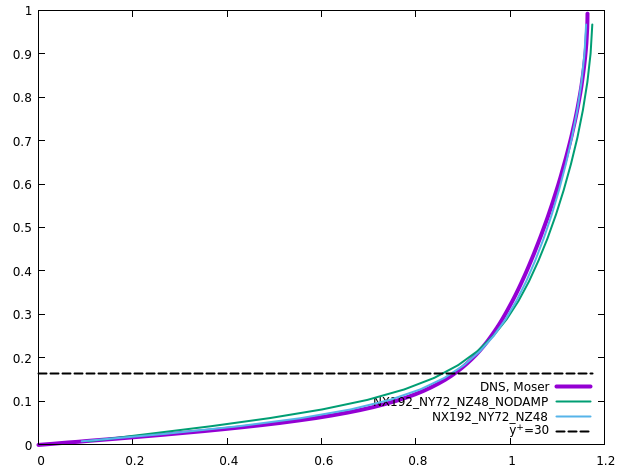 1
0.9
0.8
0.7
0.6
0.5
0.4
0.3
0.2
0.1
0
DNS, Moser
NX192_NY72_NZ48_NODAMP
NX192_NY72_NZ48
y⁺=30
0 0.2 0.4 0.6 0.8 1 1.2